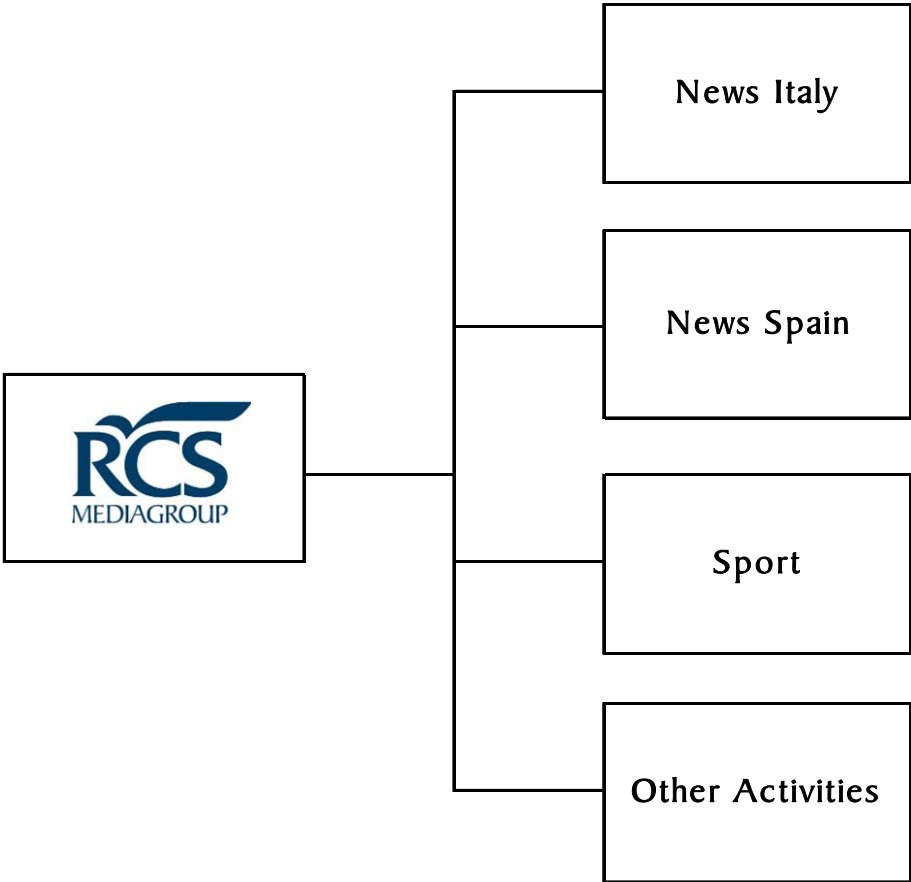 News Italy
News Spain
RCS
MEDIAGROUP
Sport
Other Activities